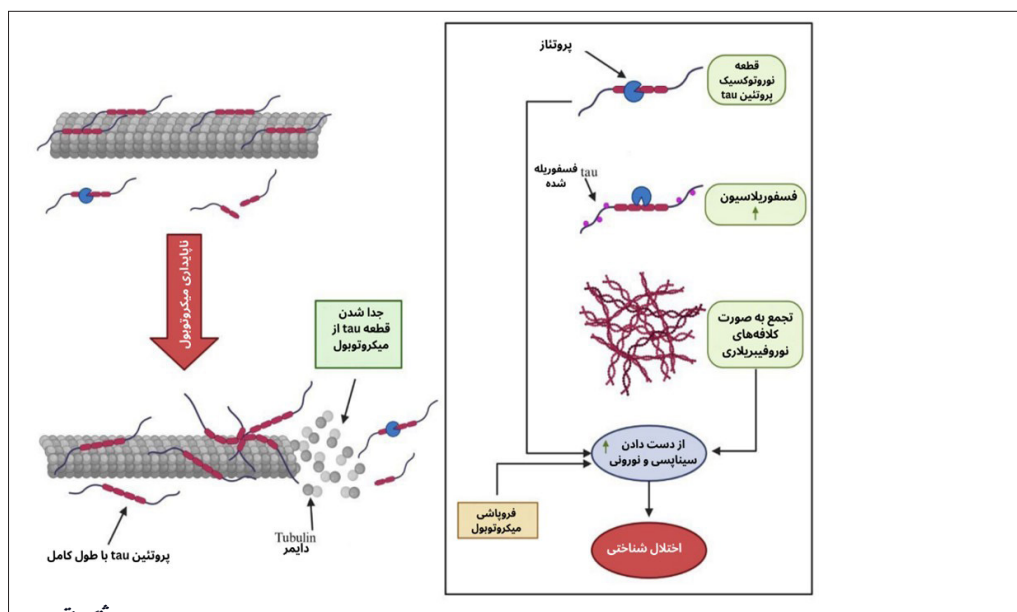 پروتئاز
قطعه
نوروتوکسیک
پروتئین tau
tau فسفوریله
شده
فسفوریلاسیون
ناپایداری میکروتوبول
جدا شدن
قطعه tau از
میکروتوبول
تجمع به صورت
کلافه‌های
نوروفیبریلاری
از دست دادن
سیناپسی و نورونی
فروپاشی
میکروتوبول
Tubulin
دایمر
پروتئین tau با طول کامل
اختلال شناختی